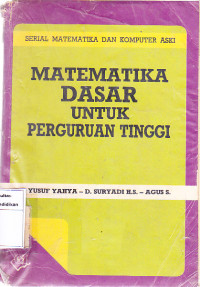 SERIAL MATEMATIKA DAN KOMPUTER ASKI
MATEMATIKA
DASAR
UNTUK
PERGURUAN TINGGI
YUSUF YAHYA – D. SURYADI H.S. – AGUS S.